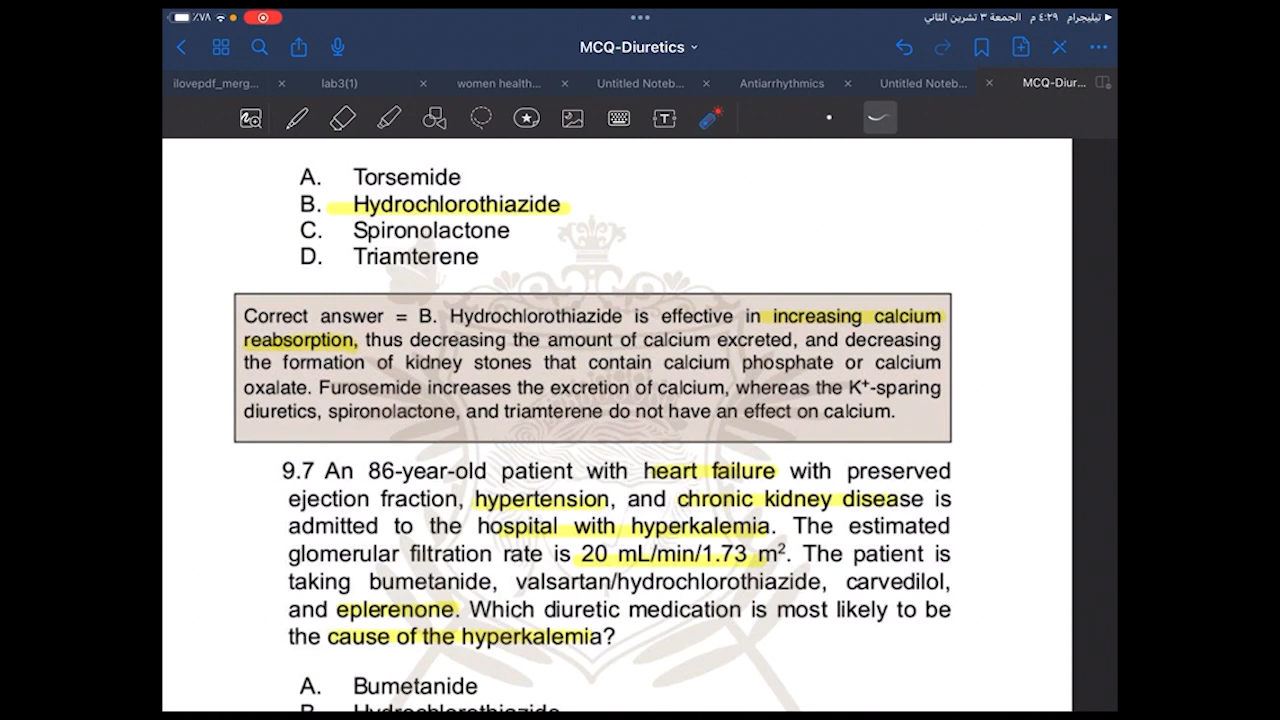 ٪٧٨
◀ تيليجرام ٤:٢٩ م الجمعة ٣ تشرين الثاني
MCQ-Diuretics
ilovepdf_merg...
lab3(1)
women health...
Untitled Noteb...
Antiarrhythmics
Untitled Noteb...
MCQ-Diur...
A. Torsemide
B. Hydrochlorothiazide
C. Spironolactone
D. Triamterene
Correct answer = B. Hydrochlorothiazide is effective in increasing calcium
reabsorption, thus decreasing the amount of calcium excreted, and decreasing
the formation of kidney stones that contain calcium phosphate or calcium
oxalate. Furosemide increases the excretion of calcium, whereas the K⁺-sparing
diuretics, spironolactone, and triamterene do not have an effect on calcium.
9.7 An 86-year-old patient with heart failure with preserved
ejection fraction, hypertension, and chronic kidney disease is
admitted to the hospital with hyperkalemia. The estimated
glomerular filtration rate is 20 mL/min/1.73 m². The patient is
taking bumetanide, valsartan/hydrochlorothiazide, carvedilol,
and eplerenone. Which diuretic medication is most likely to be
the cause of the hyperkalemia?
A. Bumetanide
B. Hydrochlorothiazide